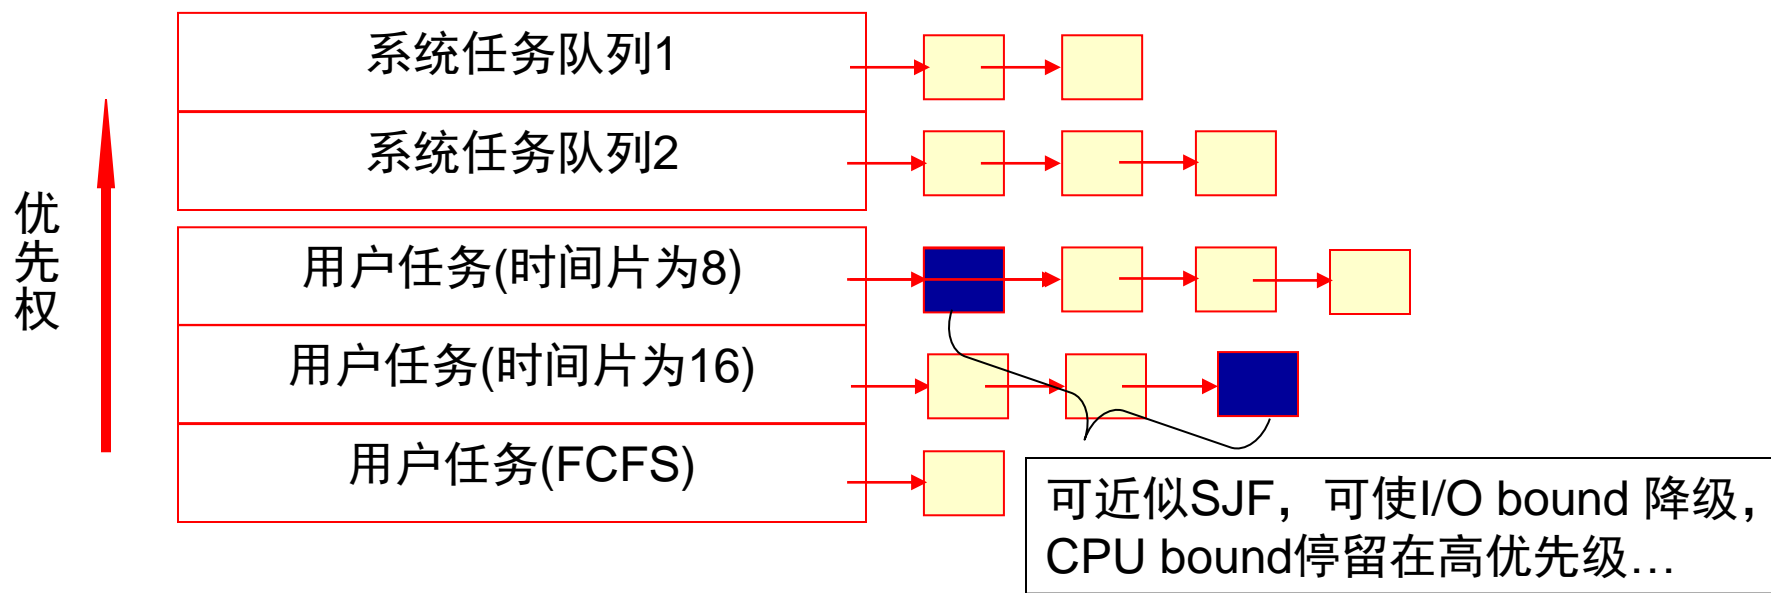 系统任务队列1
系统任务队列2
优先权
用户任务(时间片为8)
用户任务(时间片为16)
用户任务(FCFS)
可近似SJF，可使I/O bound 降级，
CPU bound停留在高优先级…